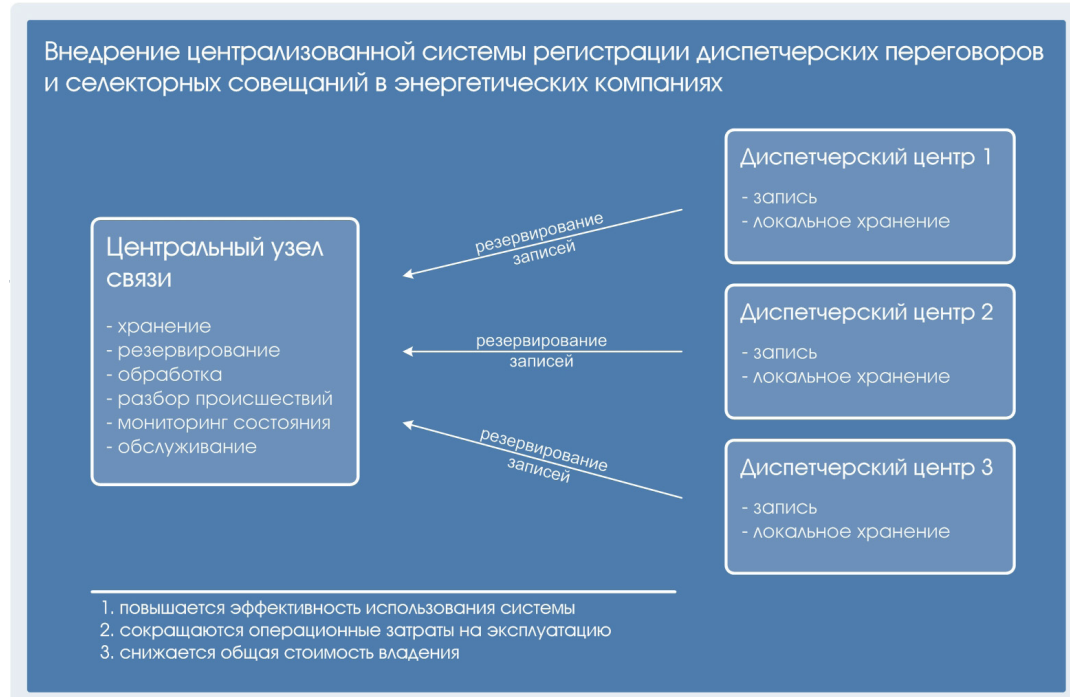 Внедрение централизованной системы регистрации диспетчерских переговоров
и селекторных совещаний в энергетических компаниях
Центральный узел
связи
- хранение
- резервирование
- обработка
- разбор происшествий
- мониторинг состояния
- обслуживание
резервирование
записей
резервирование
записей
резервирование
записей
Диспетчерский центр 1
- запись
- локальное хранение
Диспетчерский центр 2
- запись
- локальное хранение
Диспетчерский центр 3
- запись
- локальное хранение
1. повышается эффективность использования системы
2. сокращаются операционные затраты на эксплуатацию
3. снижается общая стоимость владения